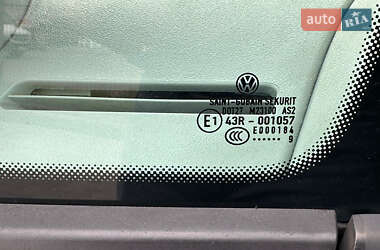 auto RIA
SAINT-GOBAIN SEKURIT
DOT27 M23100 AS2
E1 43R - 001057
CCC E000184
······ 9